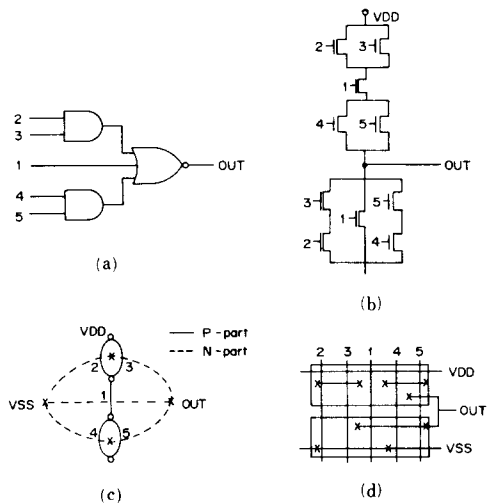 2
3
1
4
5
OUT
(a)
VDD
2
3
1
4
5
OUT
3
5
1
2
4
(b)
VDD
P-part
N-part
2
3
VSS
1
OUT
4
5
(c)
2 3 1 4 5
VDD
OUT
VSS
(d)